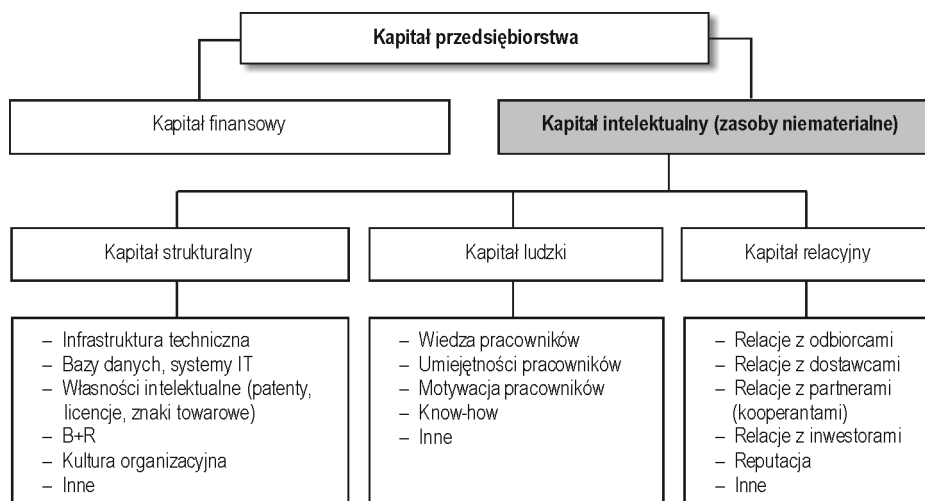 Kapitał przedsiębiorstwa
Kapitał finansowy
Kapitał intelektualny (zasoby niematerialne)
Kapitał strukturalny
Kapitał ludzki
Kapitał relacyjny
– Infrastruktura techniczna
– Bazy danych, systemy IT
– Własności intelektualne (patenty,
licencje, znaki towarowe)
– B+R
– Kultura organizacyjna
– Inne
– Wiedza pracowników
– Umiejętności pracowników
– Motywacja pracowników
– Know-how
– Inne
– Relacje z odbiorcami
– Relacje z dostawcami
– Relacje z partnerami
(kooperantami)
– Relacje z inwestorami
– Reputacja
– Inne